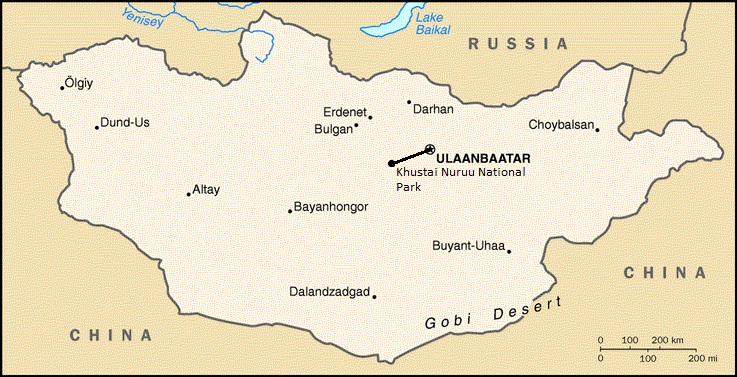 Yenisey
Lake
Baikal
RUSSIA
Ölgiy
Dund-Us
Erdenet
Darhan
Bulgan
Choybalsan
ULAANBAATAR
Khustai Nuruu National
Park
Altay
Bayanhongor
Buyant-Uhaa
CHINA
Dalandzadgad
Gobi Desert
CHINA
0 100 200 km
0 100 200 mi